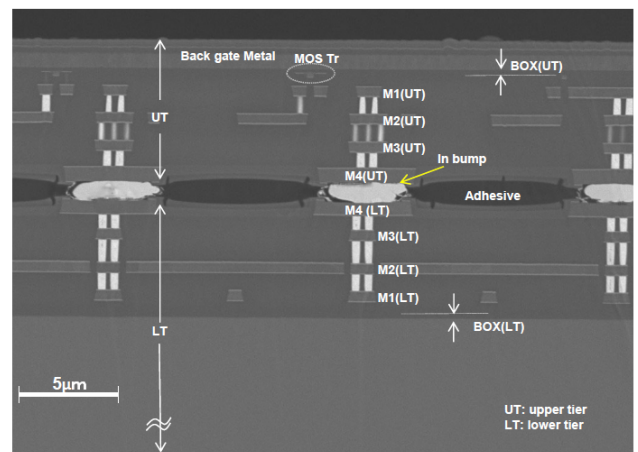 Back gate Metal
MOS Tr
BOX(UT)
M1(UT)
UT
M2(UT)
M3(UT)
In bump
M4(UT)
Adhesive
M4 (LT)
M3(LT)
M2(LT)
M1(LT)
LT
BOX(LT)
5μm
UT: upper tier
LT: lower tier